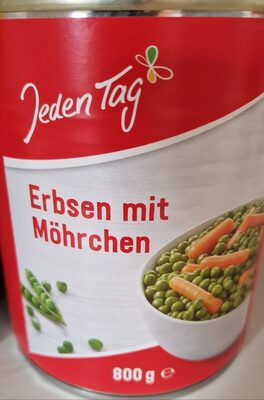 Jeden Tag
Erbsen mit
Möhrchen
800 g ℮